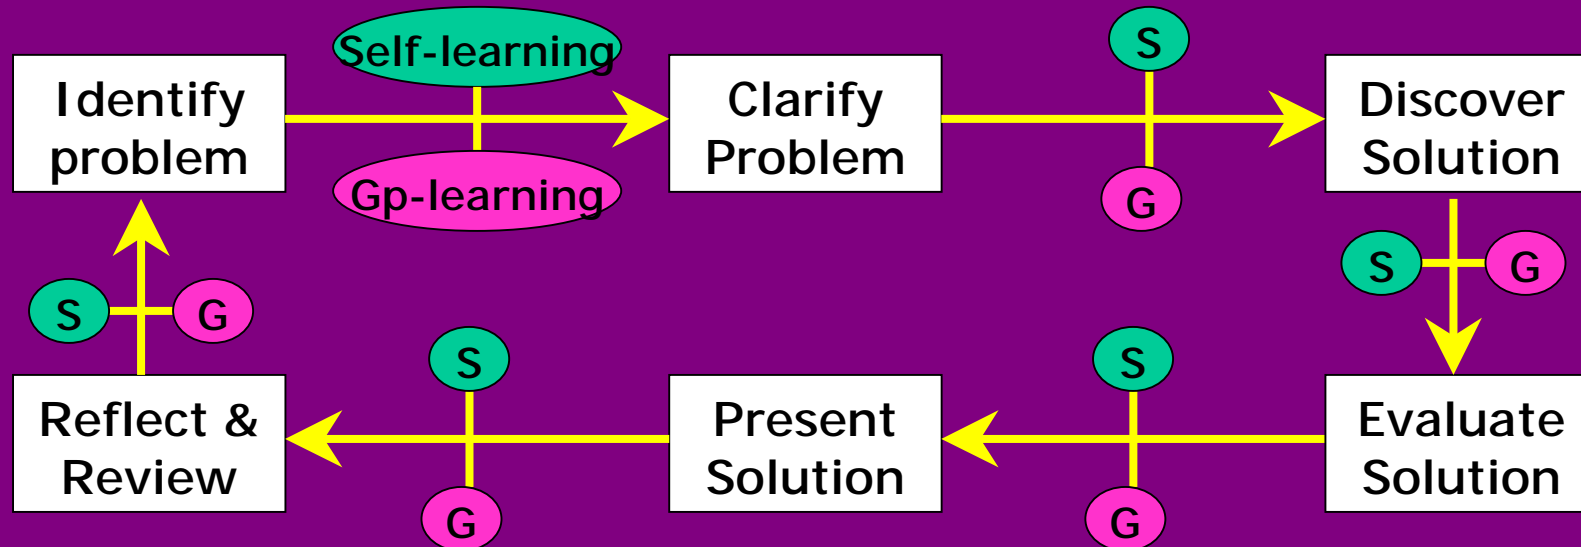 Self-learning
S
Identify
problem
Clarify
Problem
Discover
Solution
Gp-learning
G
S
G
S
G
S
S
Reflect &
Review
Present
Solution
Evaluate
Solution
G
G